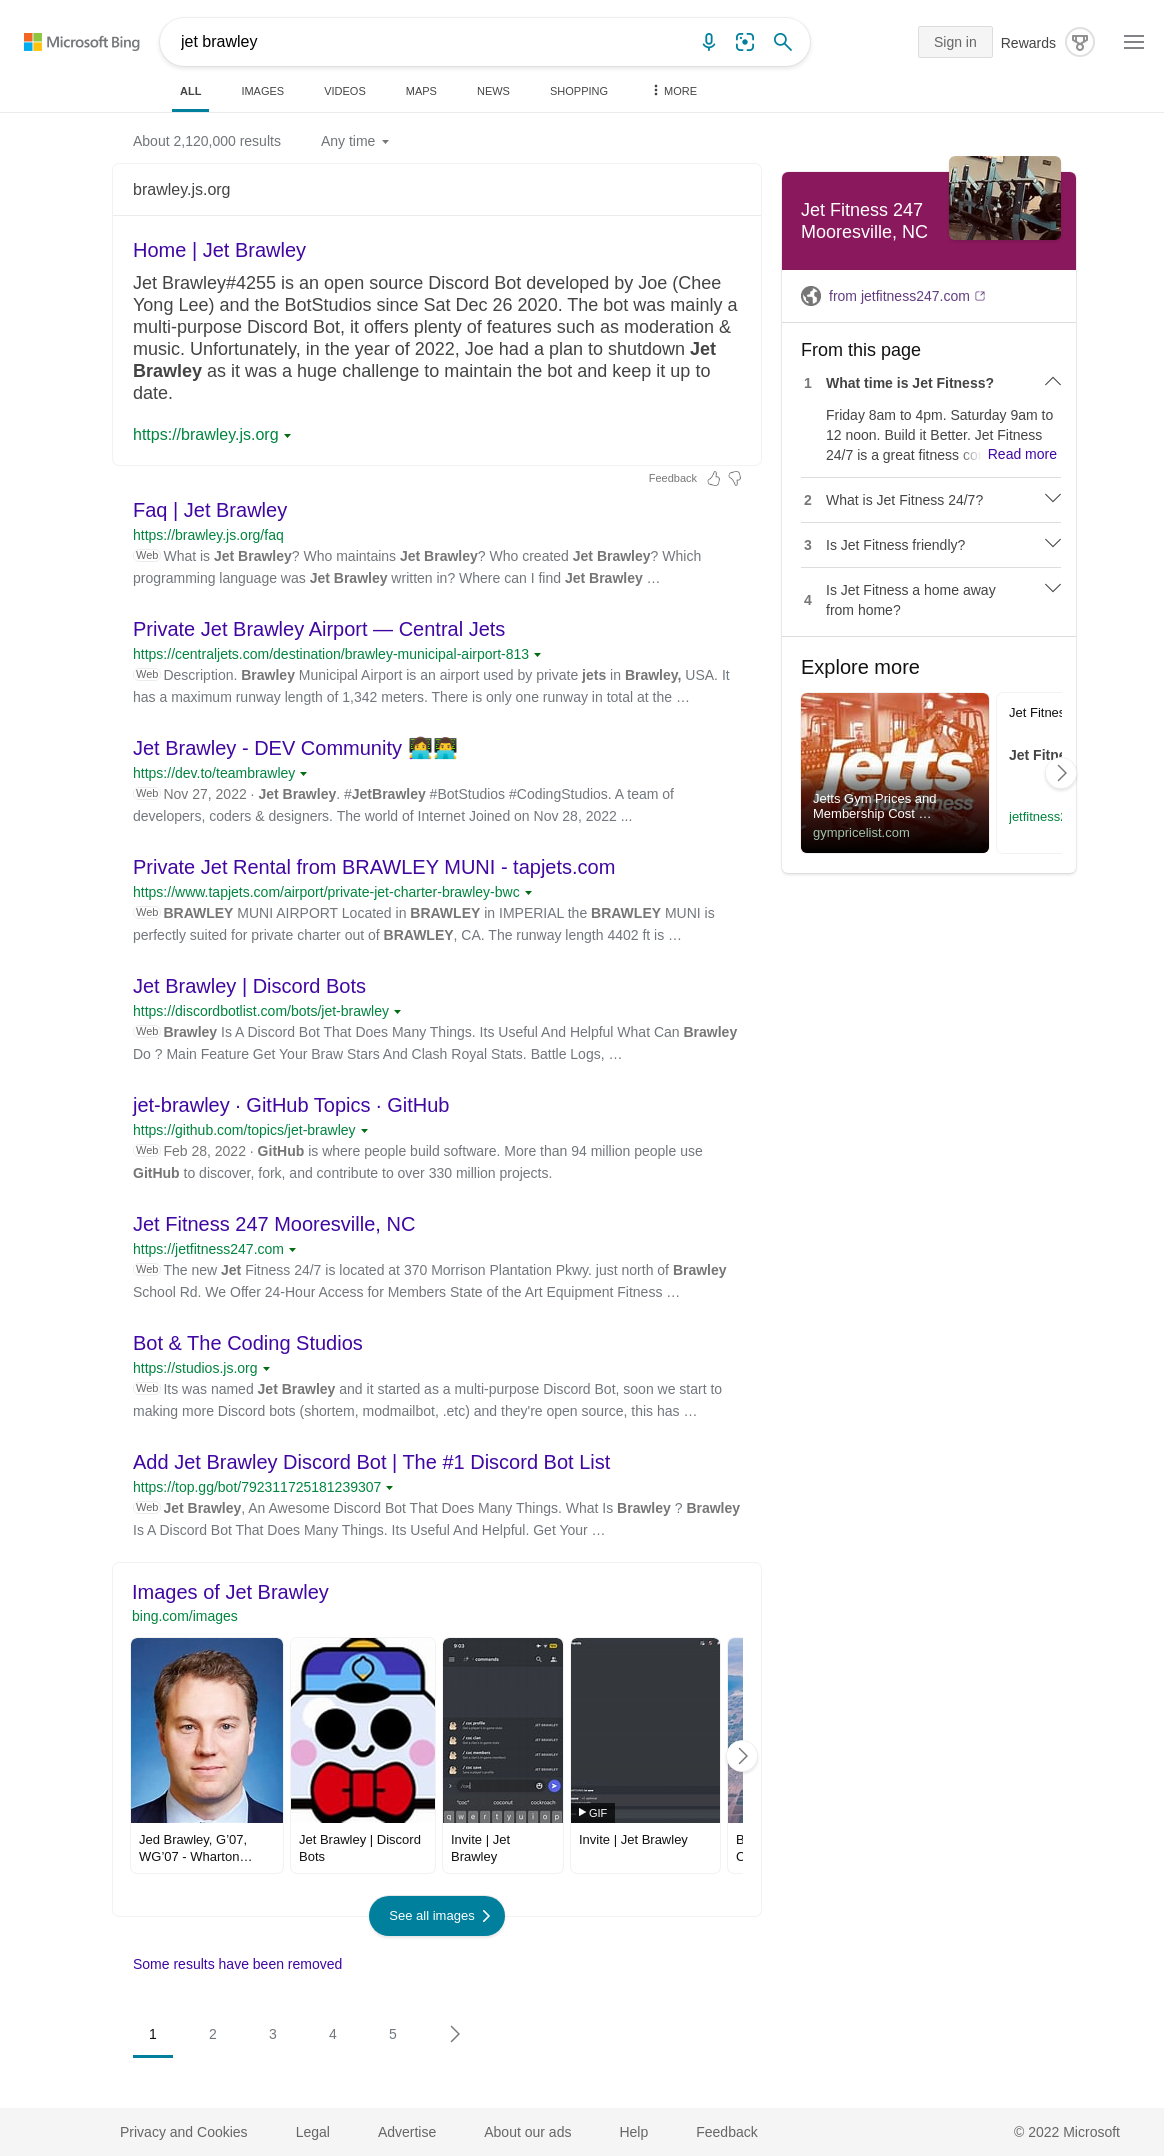 Microsoft Bing
jet brawley
Sign in
Rewards
ALL
IMAGES
VIDEOS
MAPS
NEWS
SHOPPING
MORE
About 2,120,000 results
Any time
brawley.js.org
Home | Jet Brawley
Jet Brawley#4255 is an open source Discord Bot developed by Joe (Chee
Yong Lee) and the BotStudios since Sat Dec 26 2020. The bot was mainly a
multi-purpose Discord Bot, it offers plenty of features such as moderation &
music. Unfortunately, in the year of 2022, Joe had a plan to shutdown Jet
Brawley as it was a huge challenge to maintain the bot and keep it up to
date.
https://brawley.js.org
Feedback
Faq | Jet Brawley
https://brawley.js.org/faq
Web What is Jet Brawley? Who maintains Jet Brawley? Who created Jet Brawley? Which
programming language was Jet Brawley written in? Where can I find Jet Brawley …
Private Jet Brawley Airport — Central Jets
https://centraljets.com/destination/brawley-municipal-airport-813
Web Description. Brawley Municipal Airport is an airport used by private jets in Brawley, USA. It
has a maximum runway length of 1,342 meters. There is only one runway in total at the …
Jet Brawley - DEV Community 👩‍💻👨‍💻
https://dev.to/teambrawley
Web Nov 27, 2022 · Jet Brawley. #JetBrawley #BotStudios #CodingStudios. A team of
developers, coders & designers. The world of Internet Joined on Nov 28, 2022 ...
Private Jet Rental from BRAWLEY MUNI - tapjets.com
https://www.tapjets.com/airport/private-jet-charter-brawley-bwc
Web BRAWLEY MUNI AIRPORT Located in BRAWLEY in IMPERIAL the BRAWLEY MUNI is
perfectly suited for private charter out of BRAWLEY, CA. The runway length 4402 ft is …
Jet Brawley | Discord Bots
https://discordbotlist.com/bots/jet-brawley
Web Brawley Is A Discord Bot That Does Many Things. Its Useful And Helpful What Can Brawley
Do ? Main Feature Get Your Braw Stars And Clash Royal Stats. Battle Logs, …
jet-brawley · GitHub Topics · GitHub
https://github.com/topics/jet-brawley
Web Feb 28, 2022 · GitHub is where people build software. More than 94 million people use
GitHub to discover, fork, and contribute to over 330 million projects.
Jet Fitness 247 Mooresville, NC
https://jetfitness247.com
Web The new Jet Fitness 24/7 is located at 370 Morrison Plantation Pkwy. just north of Brawley
School Rd. We Offer 24-Hour Access for Members State of the Art Equipment Fitness …
Bot & The Coding Studios
https://studios.js.org
Web Its was named Jet Brawley and it started as a multi-purpose Discord Bot, soon we start to
making more Discord bots (shortem, modmailbot, .etc) and they're open source, this has …
Add Jet Brawley Discord Bot | The #1 Discord Bot List
https://top.gg/bot/792311725181239307
Web Jet Brawley, An Awesome Discord Bot That Does Many Things. What Is Brawley ? Brawley
Is A Discord Bot That Does Many Things. Its Useful And Helpful. Get Your …
Images of Jet Brawley
bing.com/images
9:03
commands
/ coc profile
JET BRAWLEY
/ coc clan
JET BRAWLEY
/ coc members
JET BRAWLEY
/ coc save
JET BRAWLEY
"coc"
coconut
cockroach
q w e r t y u i o p
GIF
Jed Brawley, G'07,
WG'07 - Wharton…
Jet Brawley | Discord
Bots
Invite | Jet
Brawley
Invite | Jet Brawley
See all images
Some results have been removed
1
2
3
4
5
Jet Fitness 247
Mooresville, NC
from jetfitness247.com
From this page
1 What time is Jet Fitness?
Friday 8am to 4pm. Saturday 9am to
12 noon. Build it Better. Jet Fitness
24/7 is a great fitness co Read more
2 What is Jet Fitness 24/7?
3 Is Jet Fitness friendly?
4 Is Jet Fitness a home away
from home?
Explore more
jetts
24 hour fitness
Jetts Gym Prices and
Membership Cost …
gympricelist.com
Jet Fitnes
Jet Fitne
jetfitness2
Privacy and Cookies
Legal
Advertise
About our ads
Help
Feedback
© 2022 Microsoft